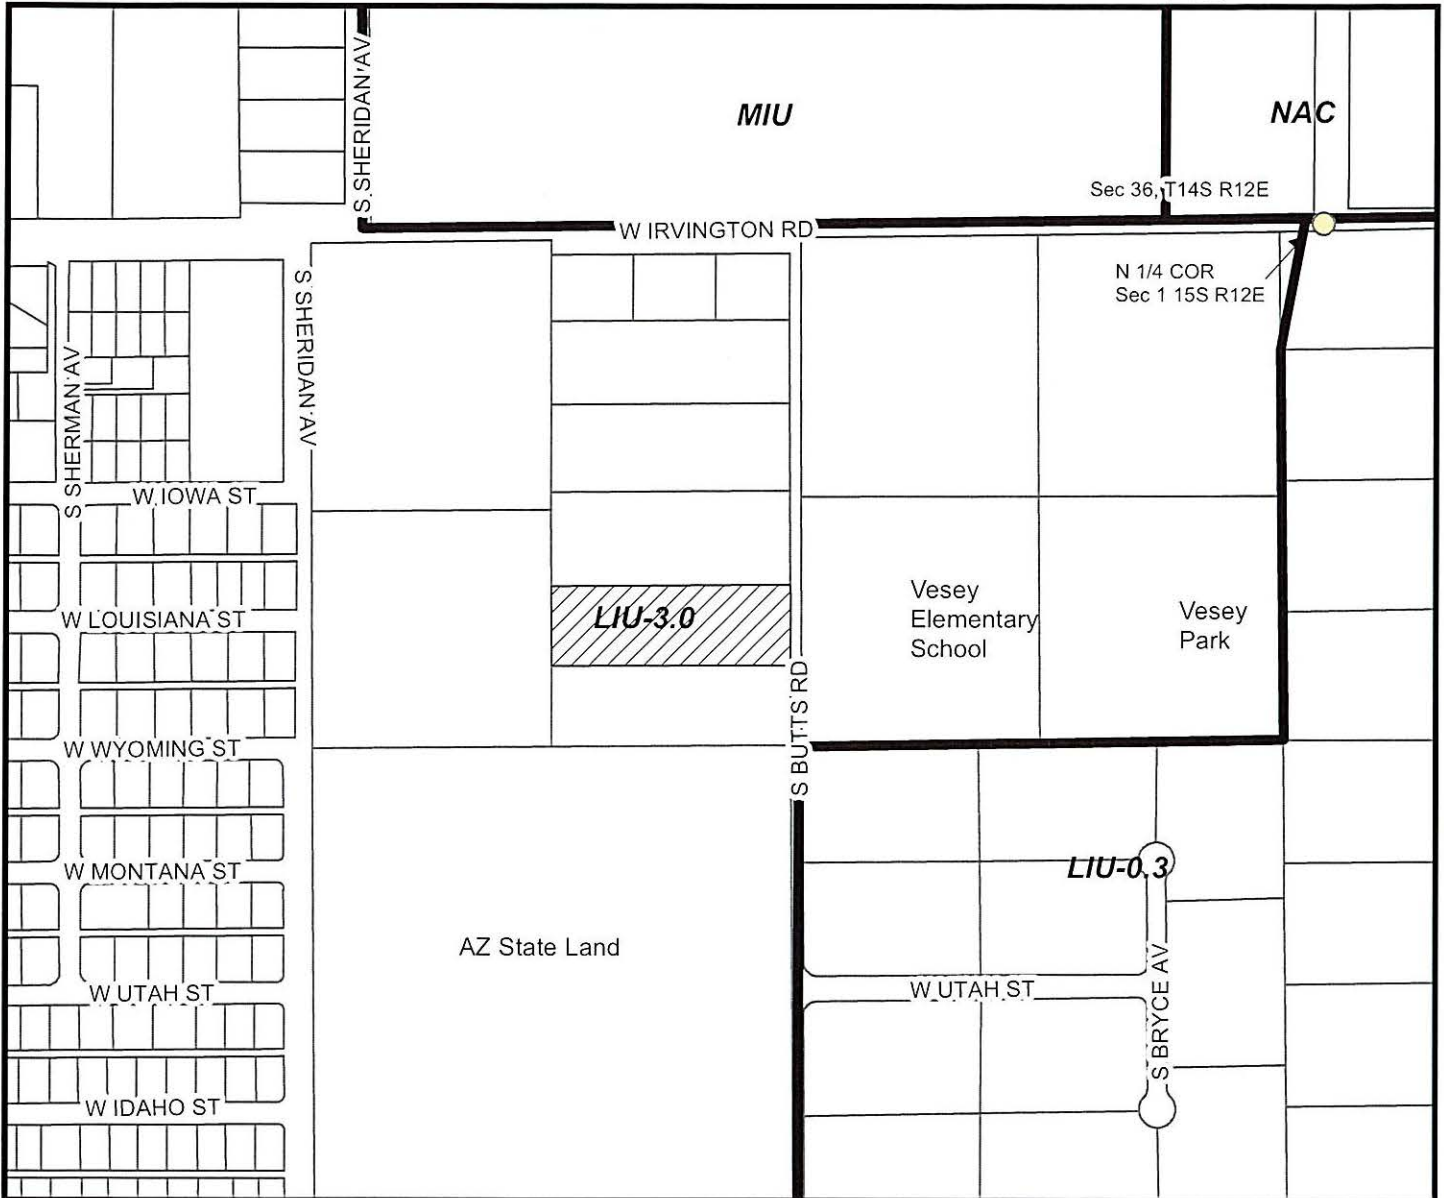 S SHERIDAN AV
MIU
NAC
Sec 36, T14S R12E
W IRVINGTON RD
N 1/4 COR
Sec 1 15S R12E
S SHERIDAN AV
S SHERMAN AV
W IOWA ST
W LOUISIANA ST
LIU-3.0
Vesey
Elementary
School
Vesey
Park
S BUTTS RD
W WYOMING ST
W MONTANA ST
LIU-0.3
AZ State Land
W UTAH ST
W UTAH ST
S BRYCE AV
W IDAHO ST